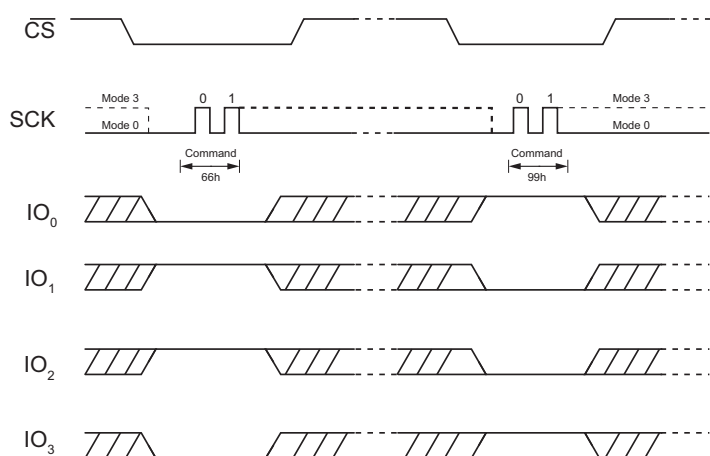 CS
Mode 3 0 1 0 1 Mode 3
SCK
Mode 0 Mode 0
Command Command
66h 99h
IO0
IO1
IO2
IO3